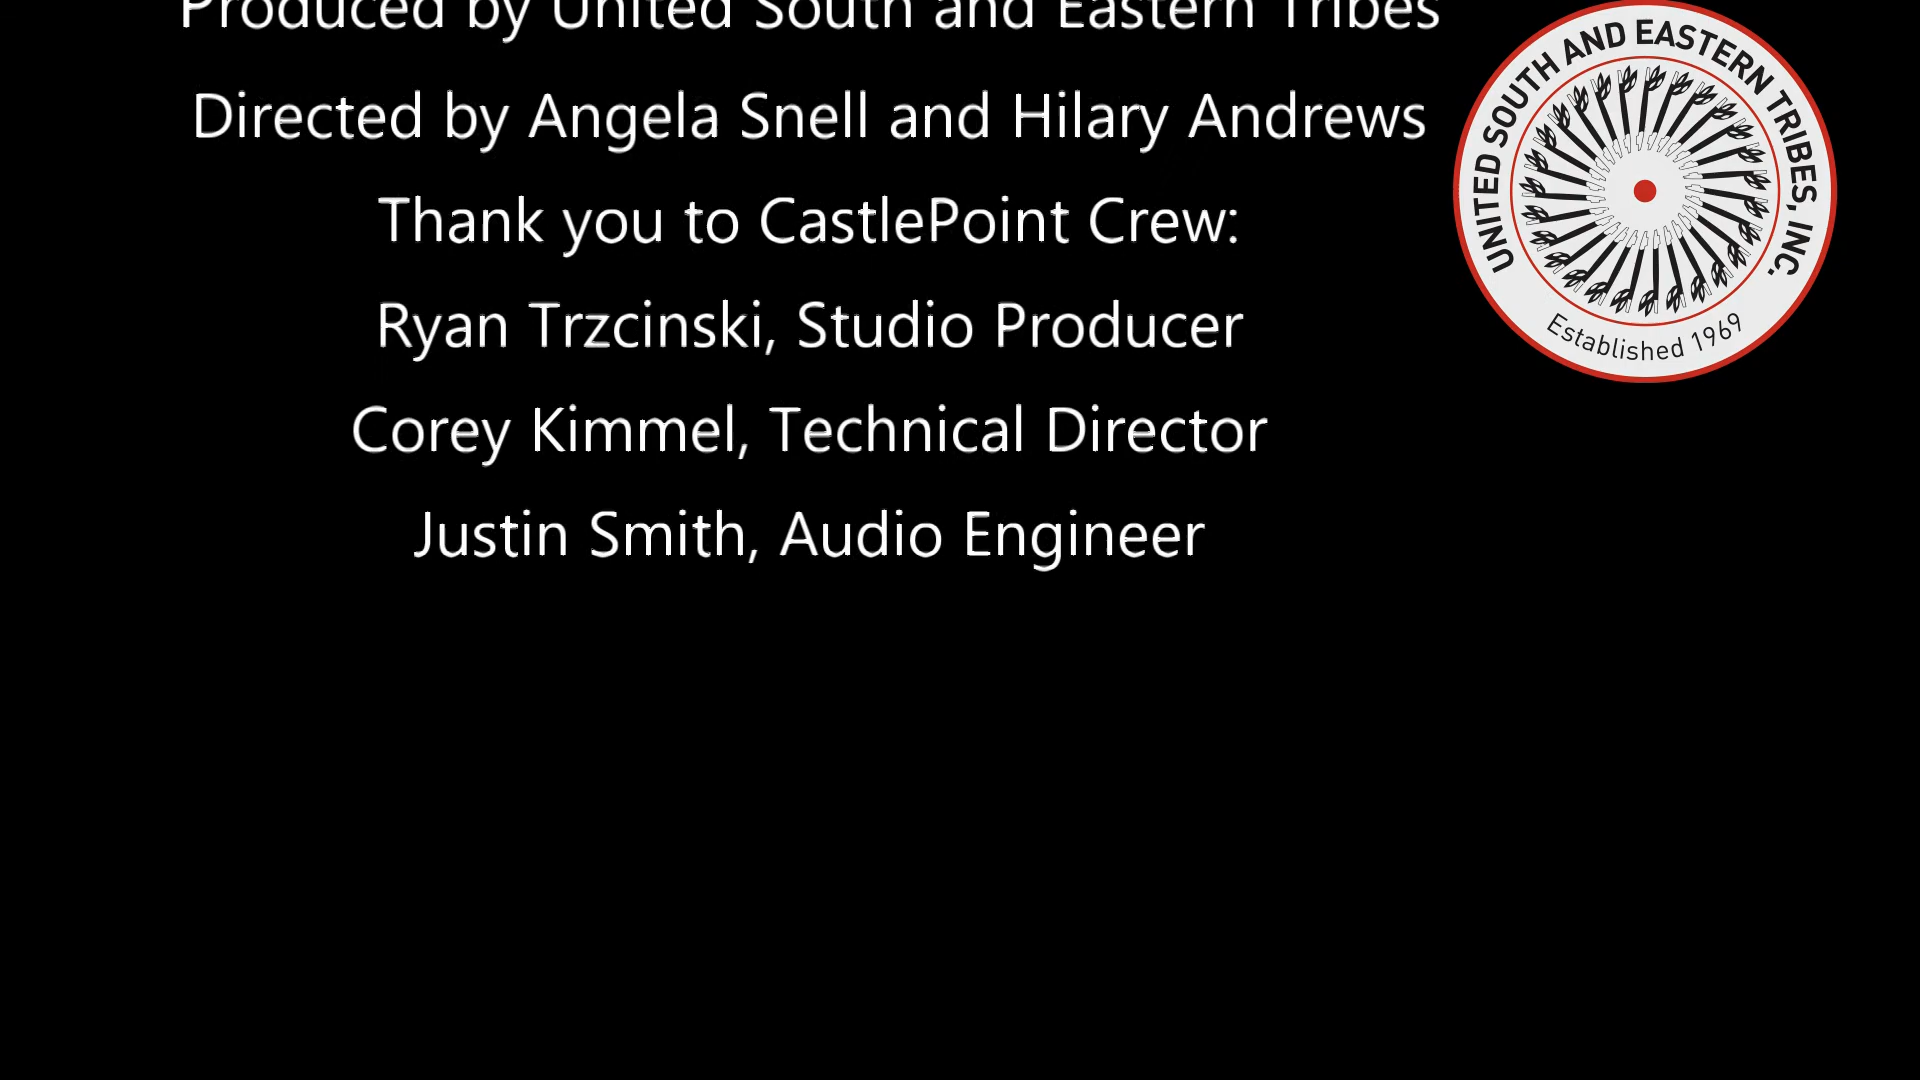 Produced by United South and Eastern Tribes
Directed by Angela Snell and Hilary Andrews
Thank you to CastlePoint Crew:
Ryan Trzcinski, Studio Producer
Corey Kimmel, Technical Director
Justin Smith, Audio Engineer
UNITED SOUTH AND EASTERN TRIBES, INC.
Established 1969